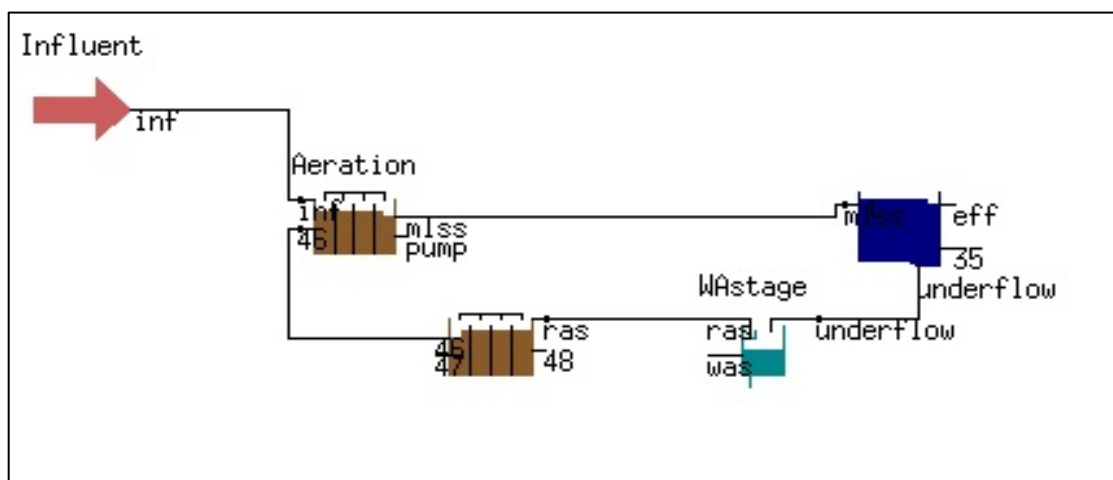 Influent
inf
Aeration
inf
46
mlss
pump
mlss
eff
35
underflow
WAstage
ras
underflow
was
ras
48
46
47